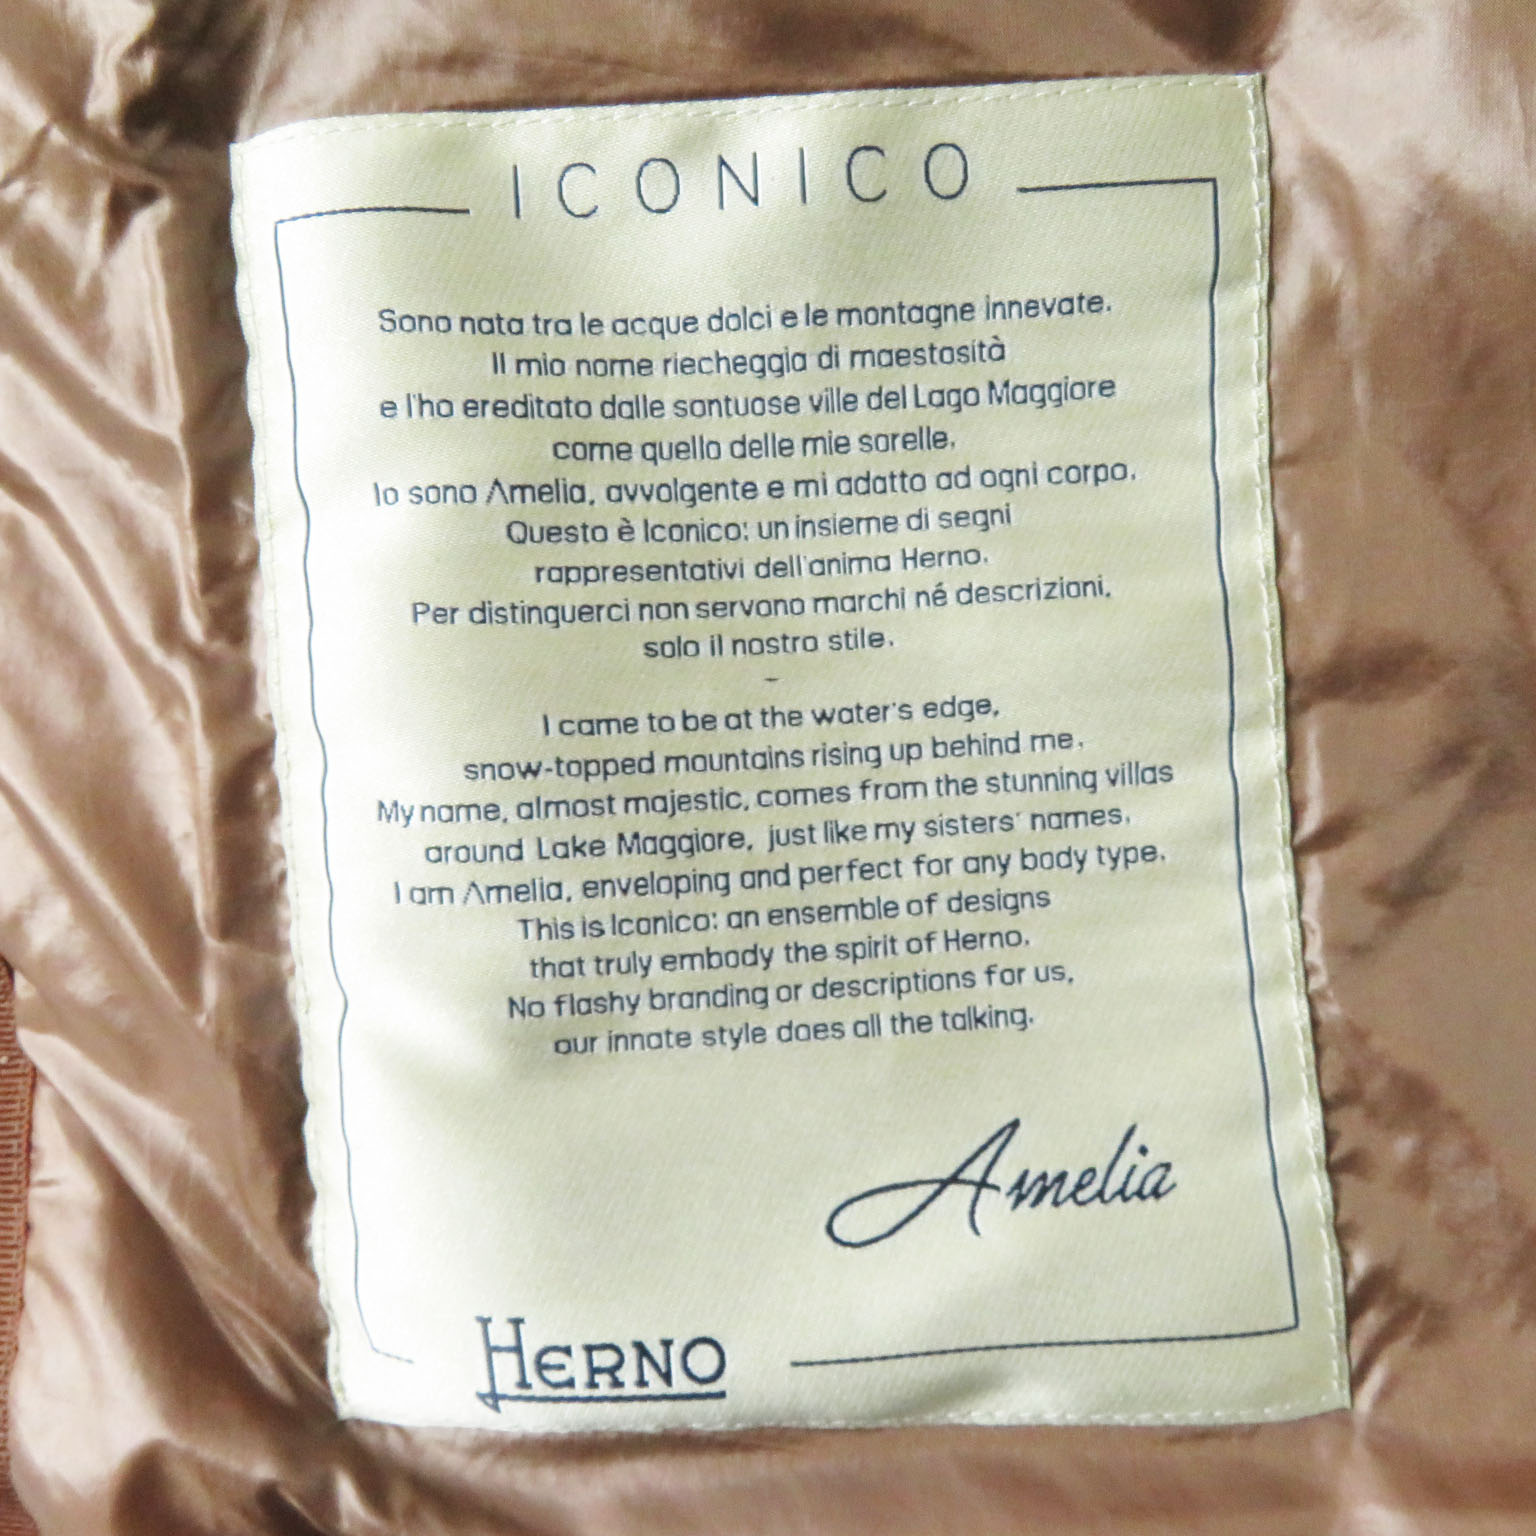 ICONICO
Sono nata tra le acque dolci e le montagne innevate.
Il mio nome riecheggia di maestosità
e l'ho ereditato dalle sontuose ville del Lago Maggiore
come quello delle mie sorelle.
Io sono Amelia, avvolgente e mi adatto ad ogni corpo.
Questo è Iconico: un insieme di segni
rappresentativi dell'anima Herno.
Per distinguerci non servono marchi né descrizioni,
solo il nostro stile.
-
I came to be at the water's edge,
snow-topped mountains rising up behind me.
My name, almost majestic, comes from the stunning villas
around Lake Maggiore, just like my sisters' names.
I am Amelia, enveloping and perfect for any body type.
This is Iconico: an ensemble of designs
that truly embody the spirit of Herno.
No flashy branding or descriptions for us,
our innate style does all the talking.
Amelia
HERNO